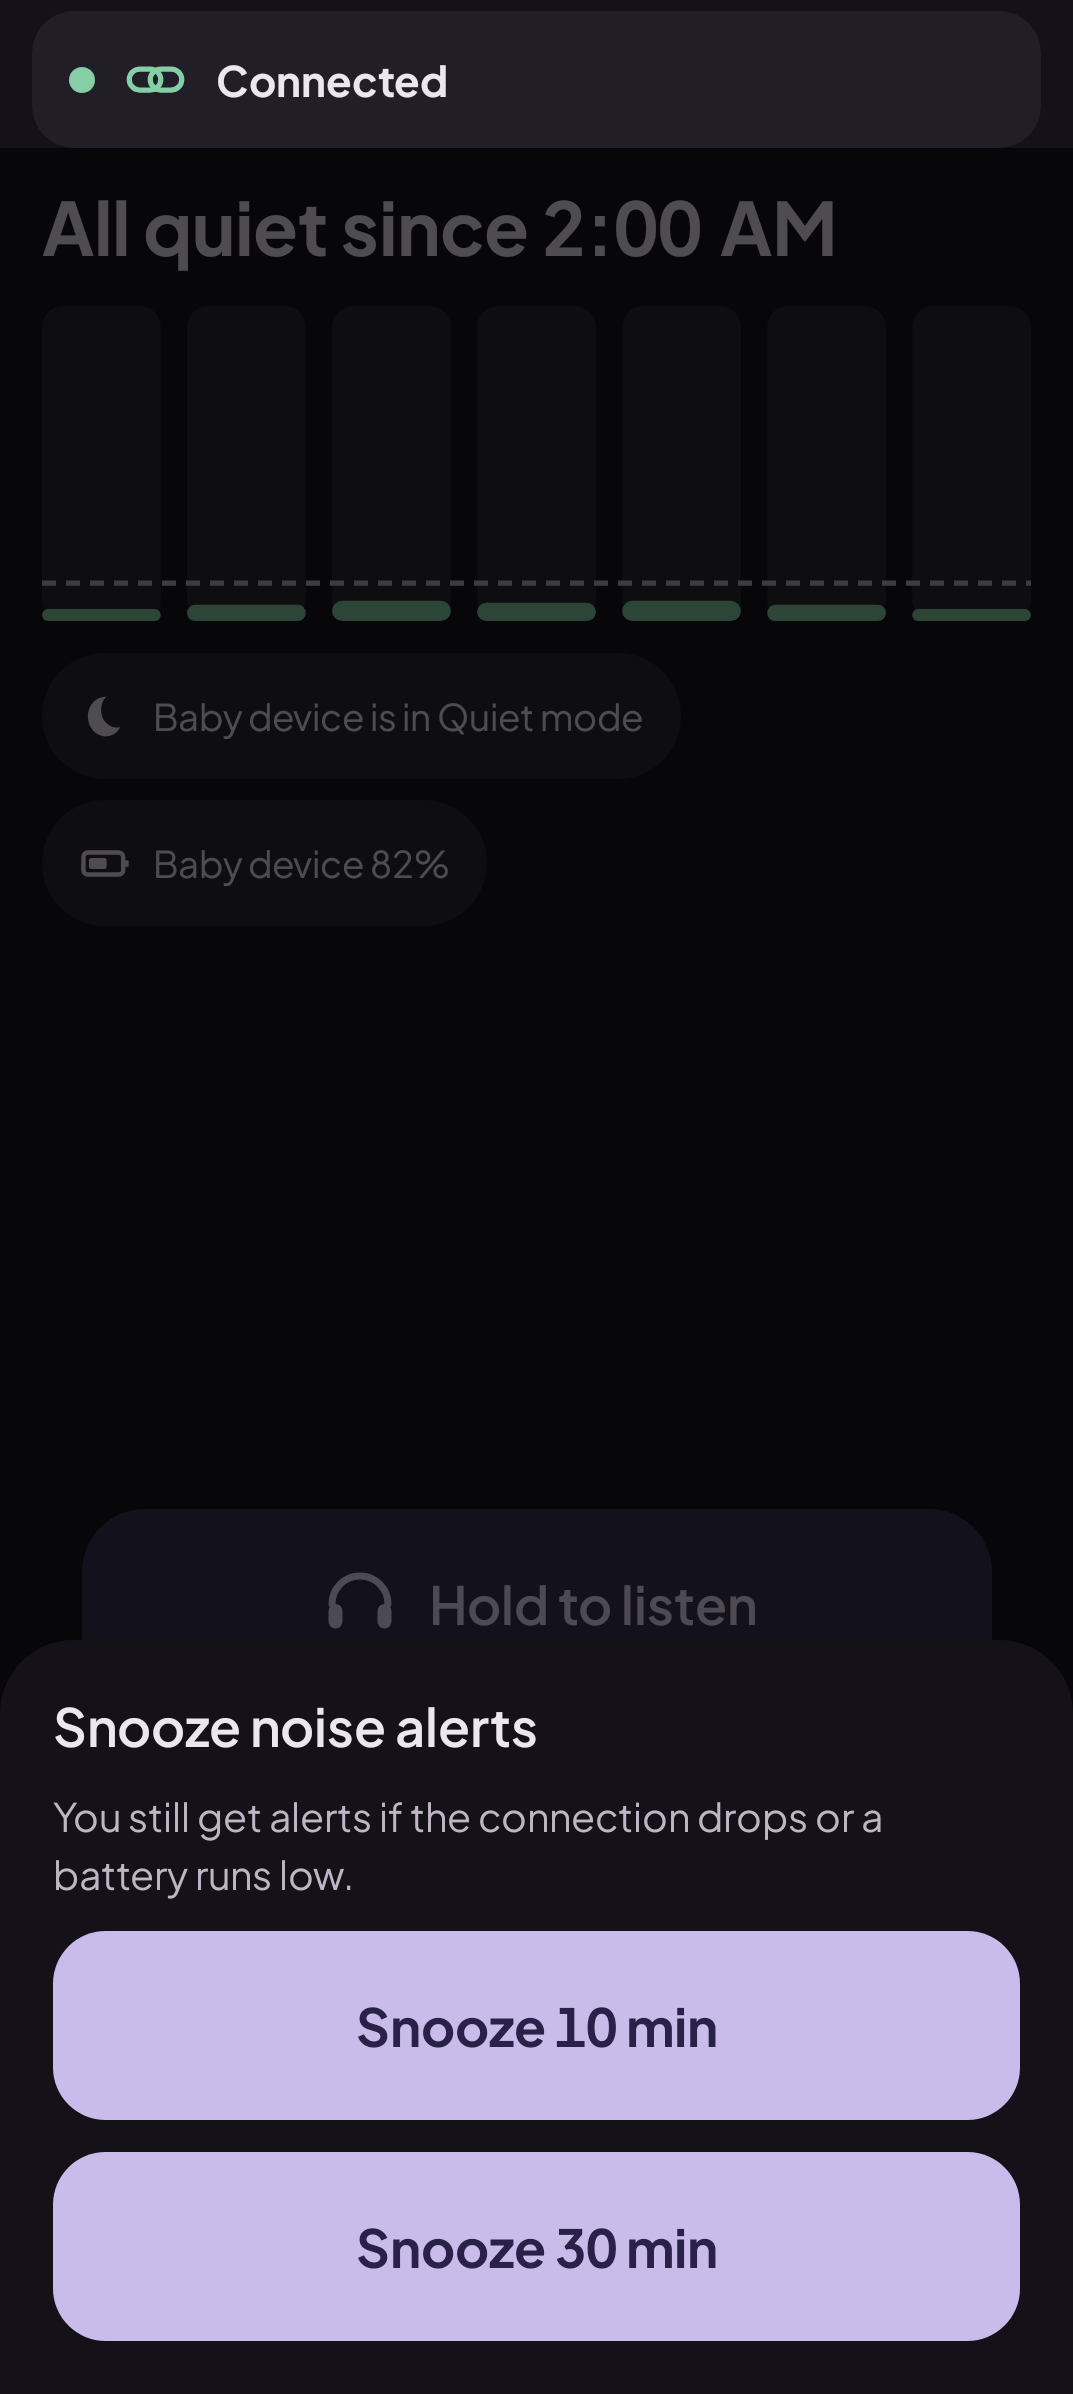 Connected
All quiet since 2:00 AM
Baby device is in Quiet mode
Baby device 82%
Hold to listen
Snooze noise alerts
You still get alerts if the connection drops or a
battery runs low.
Snooze 10 min
Snooze 30 min